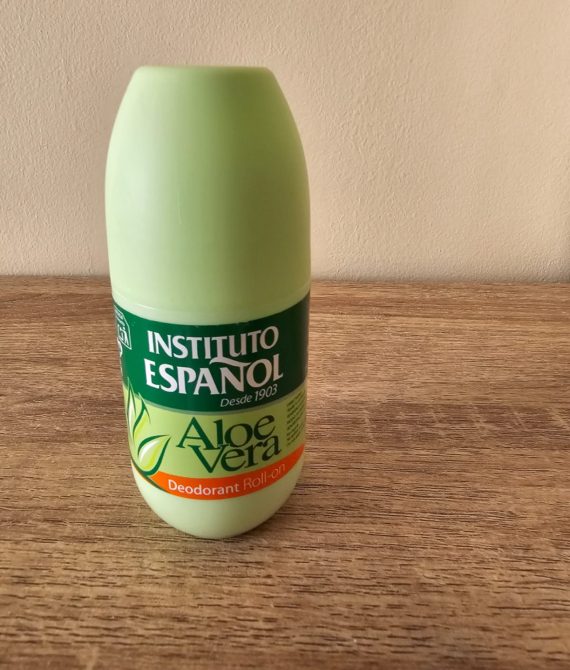 INSTITUTO
ESPAÑOL
Desde 1903
Aloe
Vera
Deodorant Roll-on